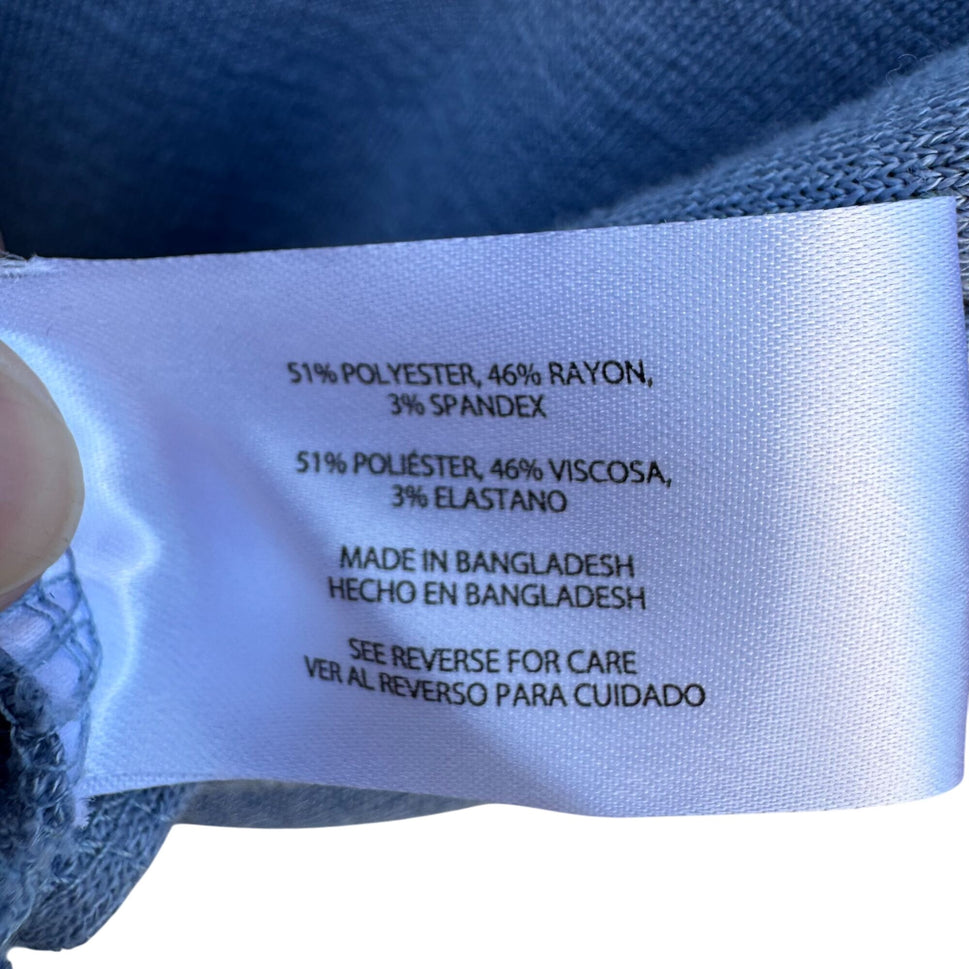 51% POLYESTER, 46% RAYON,
3% SPANDEX
51% POLIÉSTER, 46% VISCOSA,
3% ELASTANO
MADE IN BANGLADESH
HECHO EN BANGLADESH
SEE REVERSE FOR CARE
VER AL REVERSO PARA CUIDADO